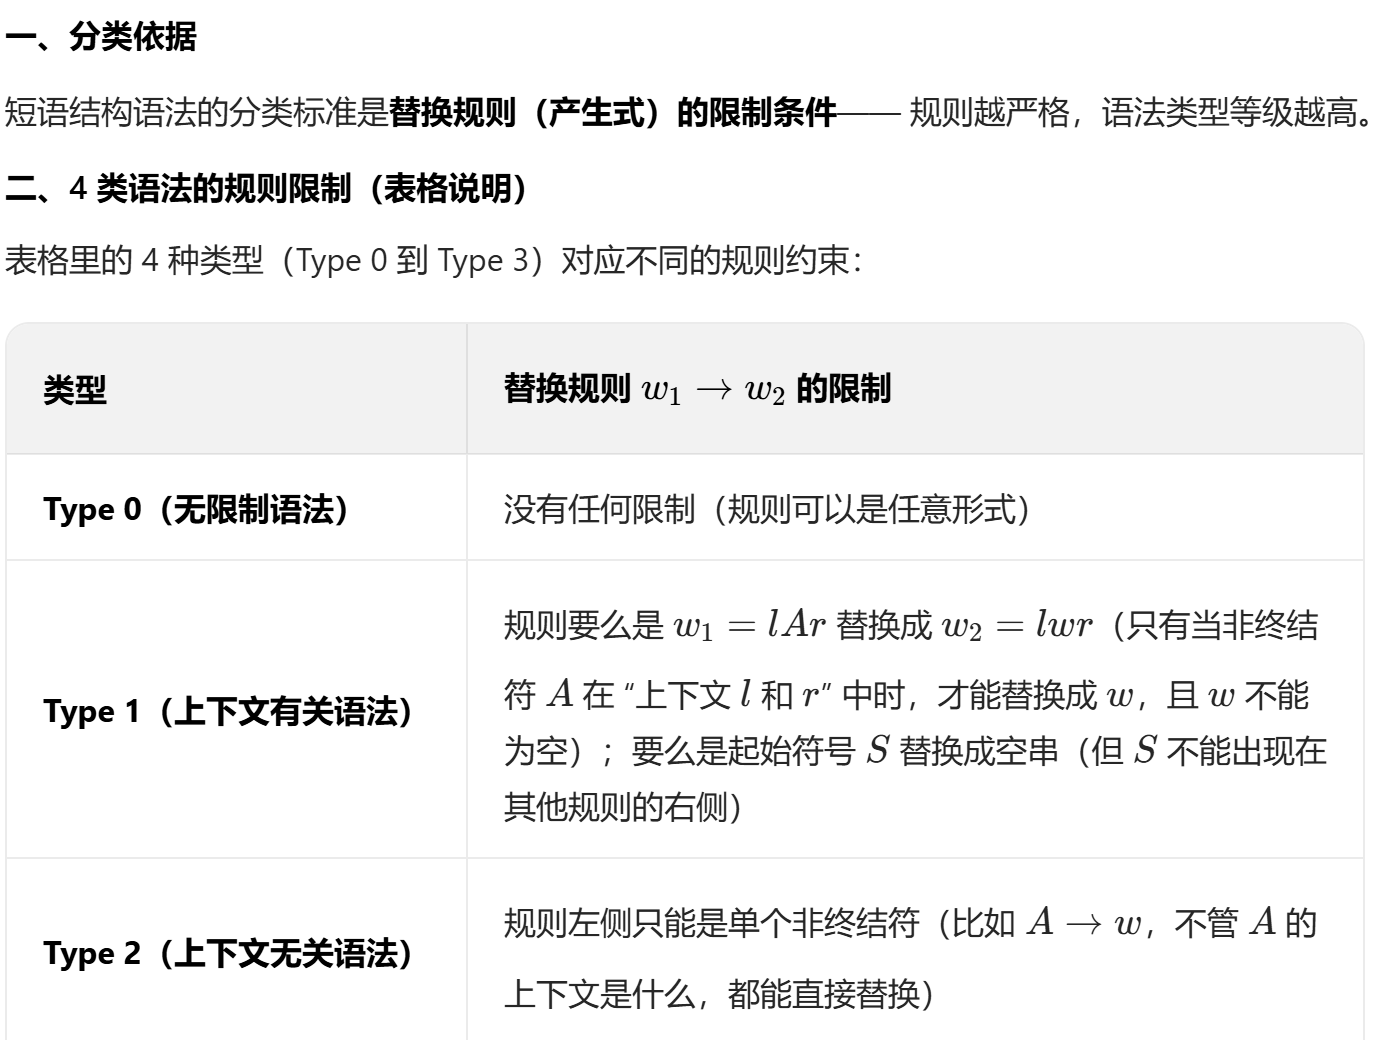 一、分类依据
短语结构语法的分类标准是替换规则（产生式）的限制条件—— 规则越严格，语法类型等级越高。
二、4 类语法的规则限制（表格说明）
表格里的 4 种类型（Type 0 到 Type 3）对应不同的规则约束：
类型
替换规则 w₁ → w₂ 的限制
Type 0（无限制语法）
没有任何限制（规则可以是任意形式）
Type 1（上下文有关语法）
规则要么是 w₁ = lAr 替换成 w₂ = lwr（只有当非终结
符 A 在 “上下文 l 和 r” 中时，才能替换成 w，且 w 不能
为空）；要么是起始符号 S 替换成空串（但 S 不能出现在
其他规则的右侧）
Type 2（上下文无关语法）
规则左侧只能是单个非终结符（比如 A → w，不管 A 的
上下文是什么，都能直接替换）